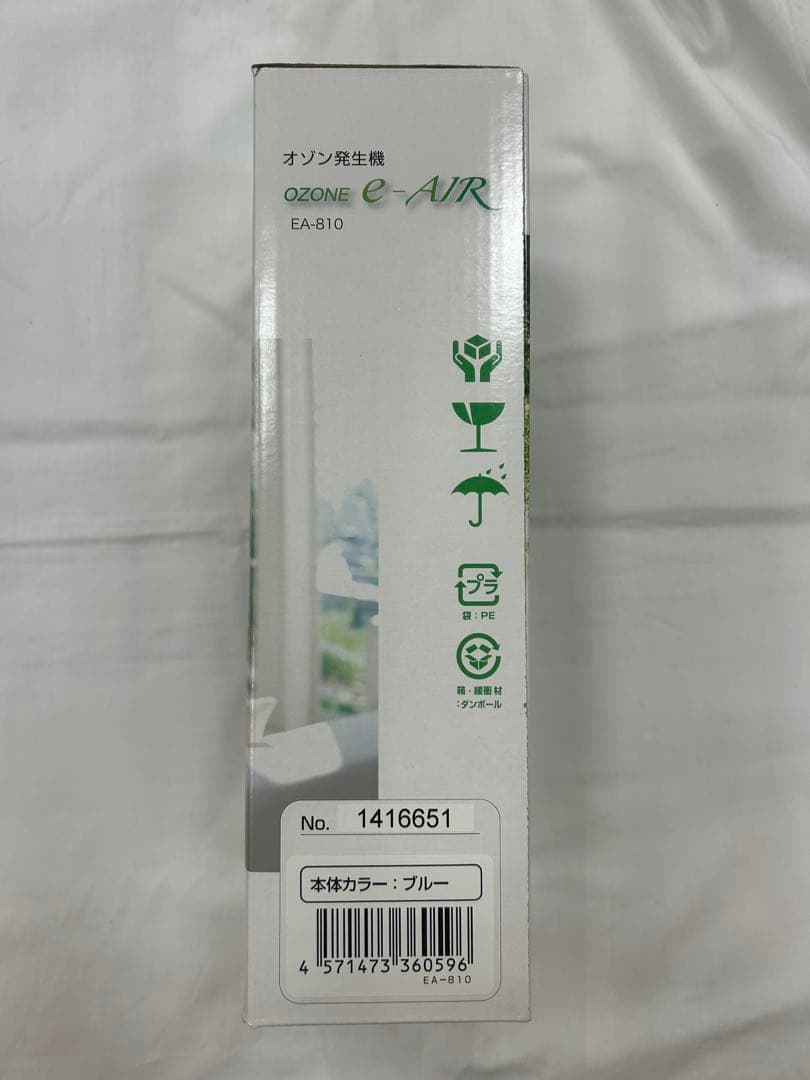 オゾン発生機
OZONE e-AIR
EA-810
プラ
袋：PE
箱・緩衝材
：ダンボール
No. 1416651
本体カラー：ブルー
4 571473 360596
EA-810